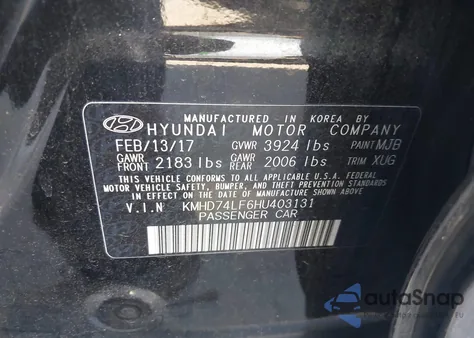 MANUFACTURED IN KOREA BY
HYUNDAI MOTOR COMPANY
FEB/13/17 GVWR 3924 lbs PAINT MJB
GAWR FRONT 2183 lbs GAWR REAR 2006 lbs TRIM XUG
THIS VEHICLE CONFORMS TO ALL APPLICABLE U.S.A. FEDERAL
MOTOR VEHICLE SAFETY, BUMPER, AND THEFT PREVENTION STANDARDS
IN EFFECT ON THE DATE OF MANUFACTURE SHOWN ABOVE.
V.I.N KMHD74LF6HU403131
PASSENGER CAR
autoSnap